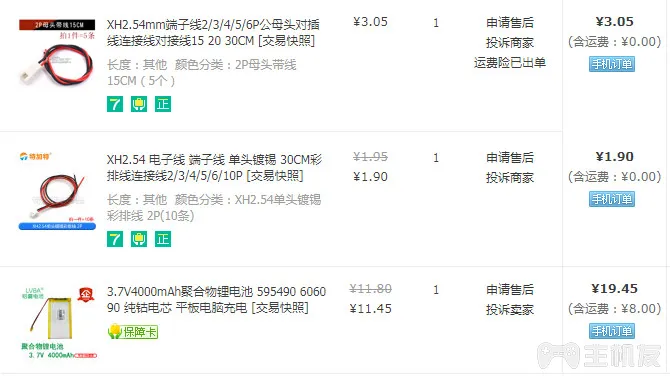 2P母头带线15CM
拍1件=5条
XH2.54mm端子线2/3/4/5/6P公母头对插
线连接线对接线15 20 30CM [交易快照]
长度：其他 颜色分类：2P母头带线
15CM（5个）
7 正
¥3.05
1
申请售后
投诉商家
运费险已出单
¥3.05
(含运费：¥0.00)
手机订单
特加特
XH2.54 电子线 端子线 单头镀锡 30CM彩
排线连接线2/3/4/5/6/10P [交易快照]
长度：其他 颜色分类：XH2.54单头镀锡
彩排线 2P(10条)
7 正
拍一件=10条
XH2.54单头镀锡彩排线 2P
¥1.95
¥1.90
1
申请售后
投诉商家
¥1.90
(含运费：¥0.00)
手机订单
LVBA
企
3.7V4000mAh聚合物锂电池 595490 6060
90 纯钴电芯 平板电脑充电 [交易快照]
保障卡
聚合物锂电池
3.7V 4000mAh
¥11.80
¥11.45
1
申请售后
投诉卖家
¥19.45
(含运费：¥8.00)
手机订单
主机友